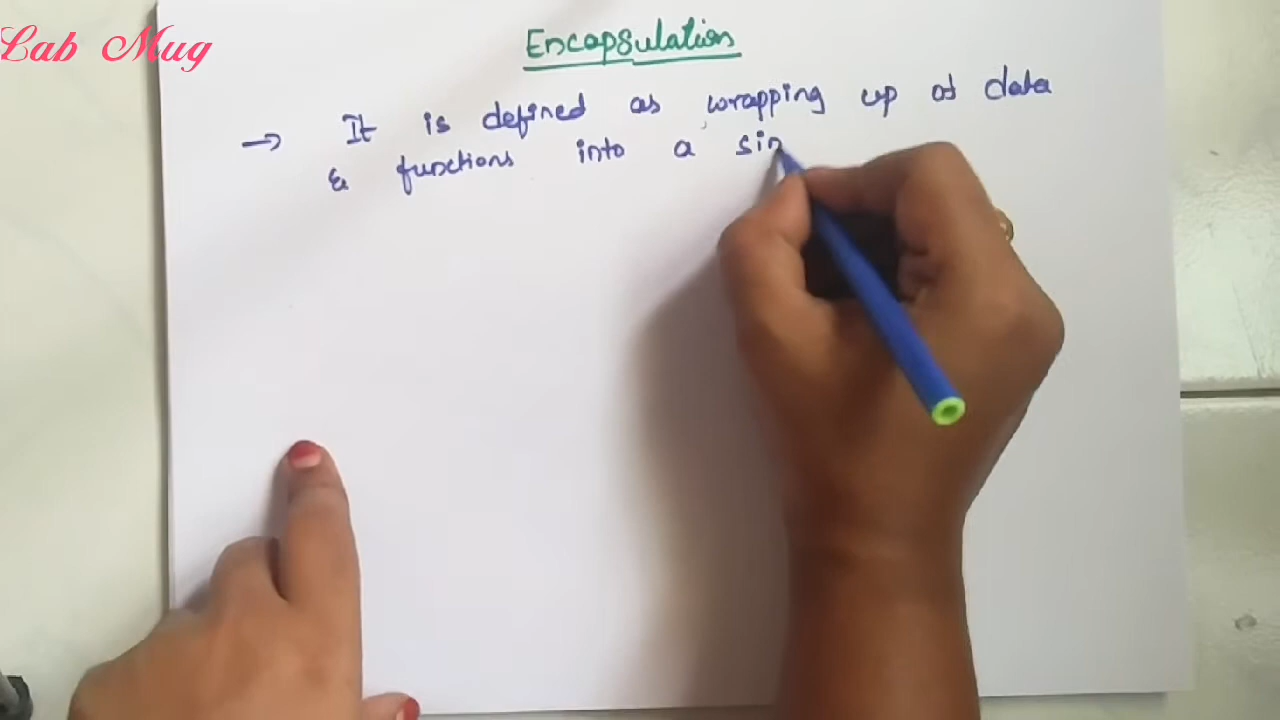 Lab Mug
Encapsulation
→ It is defined as wrapping up of data
& functions into a sin